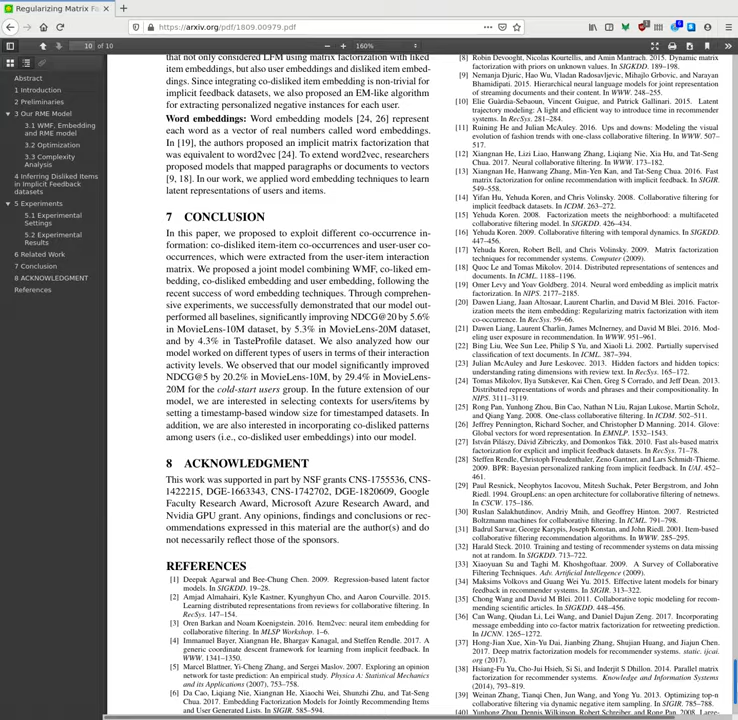 Regularizing Matrix Fa
https://arxiv.org/pdf/1809.00979.pdf
10 of 10
160%
Abstract
1 Introduction
2 Preliminaries
3 Our RME Model
3.1 WMF, Embedding
and RME model
3.2 Optimization
3.3 Complexity
Analysis
4 Inferring Disliked Items
in Implicit Feedback
datasets
5 Experiments
5.1 Experimental
Settings
5.2 Experimental
Results
6 Related Work
7 Conclusion
8 ACKNOWLEDGMENT
References
that not only considered LFM using matrix factorization with liked
item embeddings, but also user embeddings and disliked item embed-
dings. Since integrating co-disliked item embedding is non-trivial for
implicit feedback datasets, we also proposed an EM-like algorithm
for extracting personalized negative instances for each user.
Word embeddings: Word embedding models [24, 26] represent
each word as a vector of real numbers called word embeddings.
In [19], the authors proposed an implicit matrix factorization that
was equivalent to word2vec [24]. To extend word2vec, researchers
proposed models that mapped paragraphs or documents to vectors
[9, 18]. In our work, we applied word embedding techniques to learn
latent representations of users and items.
7 CONCLUSION
In this paper, we proposed to exploit different co-occurrence in-
formation: co-disliked item-item co-occurrences and user-user co-
occurrences, which were extracted from the user-item interaction
matrix. We proposed a joint model combining WMF, co-liked em-
bedding, co-disliked embedding and user embedding, following the
recent success of word embedding techniques. Through comprehen-
sive experiments, we successfully demonstrated that our model out-
performed all baselines, significantly improving NDCG@20 by 5.6%
in MovieLens-10M dataset, by 5.3% in MovieLens-20M dataset,
and by 4.3% in TasteProfile dataset. We also analyzed how our
model worked on different types of users in terms of their interaction
activity levels. We observed that our model significantly improved
NDCG@5 by 20.2% in MovieLens-10M, by 29.4% in MovieLens-
20M for the cold-start users group. In the future extension of our
model, we are interested in selecting contexts for users/items by
setting a timestamp-based window size for timestamped datasets. In
addition, we are also interested in incorporating co-disliked patterns
among users (i.e., co-disliked user embeddings) into our model.
8 ACKNOWLEDGMENT
This work was supported in part by NSF grants CNS-1755536, CNS-
1422215, DGE-1663343, CNS-1742702, DGE-1820609, Google
Faculty Research Award, Microsoft Azure Research Award, and
Nvidia GPU grant. Any opinions, findings and conclusions or rec-
ommendations expressed in this material are the author(s) and do
not necessarily reflect those of the sponsors.
REFERENCES
[1] Deepak Agarwal and Bee-Chung Chen. 2009. Regression-based latent factor
models. In SIGKDD. 19–28.
[2] Amjad Almahairi, Kyle Kastner, Kyunghyun Cho, and Aaron Courville. 2015.
Learning distributed representations from reviews for collaborative filtering. In
RecSys. 147–154.
[3] Oren Barkan and Noam Koenigstein. 2016. Item2vec: neural item embedding for
collaborative filtering. In MLSP Workshop. 1–6.
[4] Immanuel Bayer, Xiangnan He, Bhargav Kanagal, and Steffen Rendle. 2017. A
generic coordinate descent framework for learning from implicit feedback. In
WWW. 1341–1350.
[5] Marcel Blattner, Yi-Cheng Zhang, and Sergei Maslov. 2007. Exploring an opinion
network for taste prediction: An empirical study. Physica A: Statistical Mechanics
and its Applications (2007), 753–758.
[6] Da Cao, Liqiang Nie, Xiangnan He, Xiaochi Wei, Shunzhi Zhu, and Tat-Seng
Chua. 2017. Embedding Factorization Models for Jointly Recommending Items
and User Generated Lists. In SIGIR. 585–594.
[8] Robin Devooght, Nicolas Kourtellis, and Amin Mantrach. 2015. Dynamic matrix
factorization with priors on unknown values. In SIGKDD. 189–198.
[9] Nemanja Djuric, Hao Wu, Vladan Radosavljevic, Mihajlo Grbovic, and Narayan
Bhamidipati. 2015. Hierarchical neural language models for joint representation
of streaming documents and their content. In WWW. 248–255.
[10] Elie Guàrdia-Sebaoun, Vincent Guigue, and Patrick Gallinari. 2015. Latent
trajectory modeling: A light and efficient way to introduce time in recommender
systems. In RecSys. 281–284.
[11] Ruining He and Julian McAuley. 2016. Ups and downs: Modeling the visual
evolution of fashion trends with one-class collaborative filtering. In WWW. 507–
517.
[12] Xiangnan He, Lizi Liao, Hanwang Zhang, Liqiang Nie, Xia Hu, and Tat-Seng
Chua. 2017. Neural collaborative filtering. In WWW. 173–182.
[13] Xiangnan He, Hanwang Zhang, Min-Yen Kan, and Tat-Seng Chua. 2016. Fast
matrix factorization for online recommendation with implicit feedback. In SIGIR.
549–558.
[14] Yifan Hu, Yehuda Koren, and Chris Volinsky. 2008. Collaborative filtering for
implicit feedback datasets. In ICDM. 263–272.
[15] Yehuda Koren. 2008. Factorization meets the neighborhood: a multifaceted
collaborative filtering model. In SIGKDD. 426–434.
[16] Yehuda Koren. 2009. Collaborative filtering with temporal dynamics. In SIGKDD.
447–456.
[17] Yehuda Koren, Robert Bell, and Chris Volinsky. 2009. Matrix factorization
techniques for recommender systems. Computer (2009).
[18] Quoc Le and Tomas Mikolov. 2014. Distributed representations of sentences and
documents. In ICML. 1188–1196.
[19] Omer Levy and Yoav Goldberg. 2014. Neural word embedding as implicit matrix
factorization. In NIPS. 2177–2185.
[20] Dawen Liang, Jaan Altosaar, Laurent Charlin, and David M Blei. 2016. Factor-
ization meets the item embedding: Regularizing matrix factorization with item
co-occurrence. In RecSys. 59–66.
[21] Dawen Liang, Laurent Charlin, James McInerney, and David M Blei. 2016. Mod-
eling user exposure in recommendation. In WWW. 951–961.
[22] Bing Liu, Wee Sun Lee, Philip S Yu, and Xiaoli Li. 2002. Partially supervised
classification of text documents. In ICML. 387–394.
[23] Julian McAuley and Jure Leskovec. 2013. Hidden factors and hidden topics:
understanding rating dimensions with review text. In RecSys. 165–172.
[24] Tomas Mikolov, Ilya Sutskever, Kai Chen, Greg S Corrado, and Jeff Dean. 2013.
Distributed representations of words and phrases and their compositionality. In
NIPS. 3111–3119.
[25] Rong Pan, Yunhong Zhou, Bin Cao, Nathan N Liu, Rajan Lukose, Martin Scholz,
and Qiang Yang. 2008. One-class collaborative filtering. In ICDM. 502–511.
[26] Jeffrey Pennington, Richard Socher, and Christopher D Manning. 2014. Glove:
Global vectors for word representation. In EMNLP. 1532–1543.
[27] István Pilászy, Dávid Zibriczky, and Domonkos Tikk. 2010. Fast als-based matrix
factorization for explicit and implicit feedback datasets. In RecSys. 71–78.
[28] Steffen Rendle, Christoph Freudenthaler, Zeno Gantner, and Lars Schmidt-Thieme.
2009. BPR: Bayesian personalized ranking from implicit feedback. In UAI. 452–
461.
[29] Paul Resnick, Neophytos Iacovou, Mitesh Suchak, Peter Bergstrom, and John
Riedl. 1994. GroupLens: an open architecture for collaborative filtering of netnews.
In CSCW. 175–186.
[30] Ruslan Salakhutdinov, Andriy Mnih, and Geoffrey Hinton. 2007. Restricted
Boltzmann machines for collaborative filtering. In ICML. 791–798.
[31] Badrul Sarwar, George Karypis, Joseph Konstan, and John Riedl. 2001. Item-based
collaborative filtering recommendation algorithms. In WWW. 285–295.
[32] Harald Steck. 2010. Training and testing of recommender systems on data missing
not at random. In SIGKDD. 713–722.
[33] Xiaoyuan Su and Taghi M. Khoshgoftaar. 2009. A Survey of Collaborative
Filtering Techniques. Adv. Artificial Intellegence (2009).
[34] Maksims Volkovs and Guang Wei Yu. 2015. Effective latent models for binary
feedback in recommender systems. In SIGIR. 313–322.
[35] Chong Wang and David M Blei. 2011. Collaborative topic modeling for recom-
mending scientific articles. In SIGKDD. 448–456.
[36] Can Wang, Qiudan Li, Lei Wang, and Daniel Dajun Zeng. 2017. Incorporating
message embedding into co-factor matrix factorization for retweeting prediction.
In IJCNN. 1265–1272.
[37] Hong-Jian Xue, Xin-Yu Dai, Jianbing Zhang, Shujian Huang, and Jiajun Chen.
2017. Deep matrix factorization models for recommender systems. static. ijcai.
org (2017).
[38] Hsiang-Fu Yu, Cho-Jui Hsieh, Si Si, and Inderjit S Dhillon. 2014. Parallel matrix
factorization for recommender systems. Knowledge and Information Systems
(2014), 793–819.
[39] Weinan Zhang, Tianqi Chen, Jun Wang, and Yong Yu. 2013. Optimizing top-n
collaborative filtering via dynamic negative item sampling. In SIGIR. 785–788.
[40] Yunhong Zhou, Dennis Wilkinson, Robert Schreiber, and Rong Pan. 2008. Large-